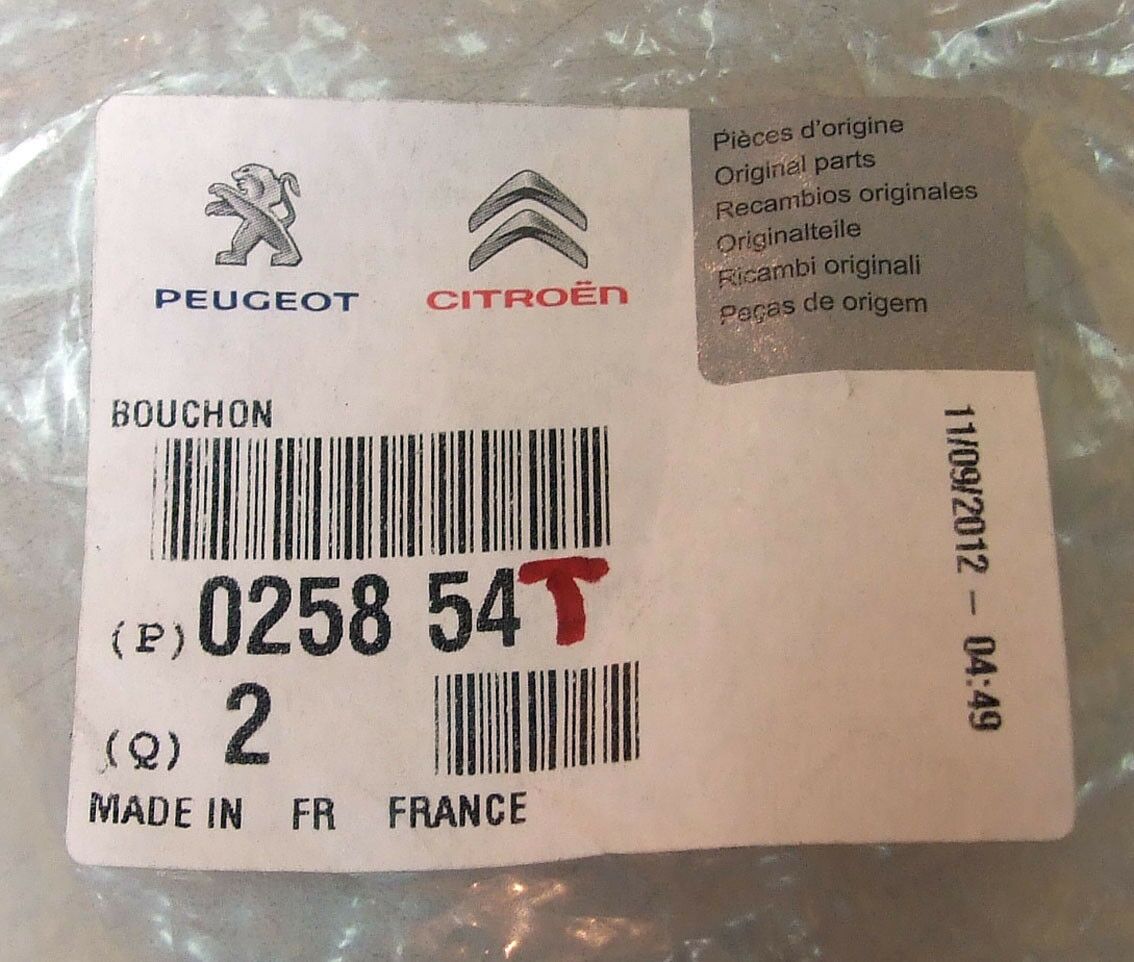 PEUGEOT
CITROËN
Pièces d'origine
Original parts
Recambios originales
Originalteile
Ricambi originali
Peças de origem
BOUCHON
(P) 0258 54T
(Q) 2
MADE IN FR FRANCE
11/09/2012 - 04:49